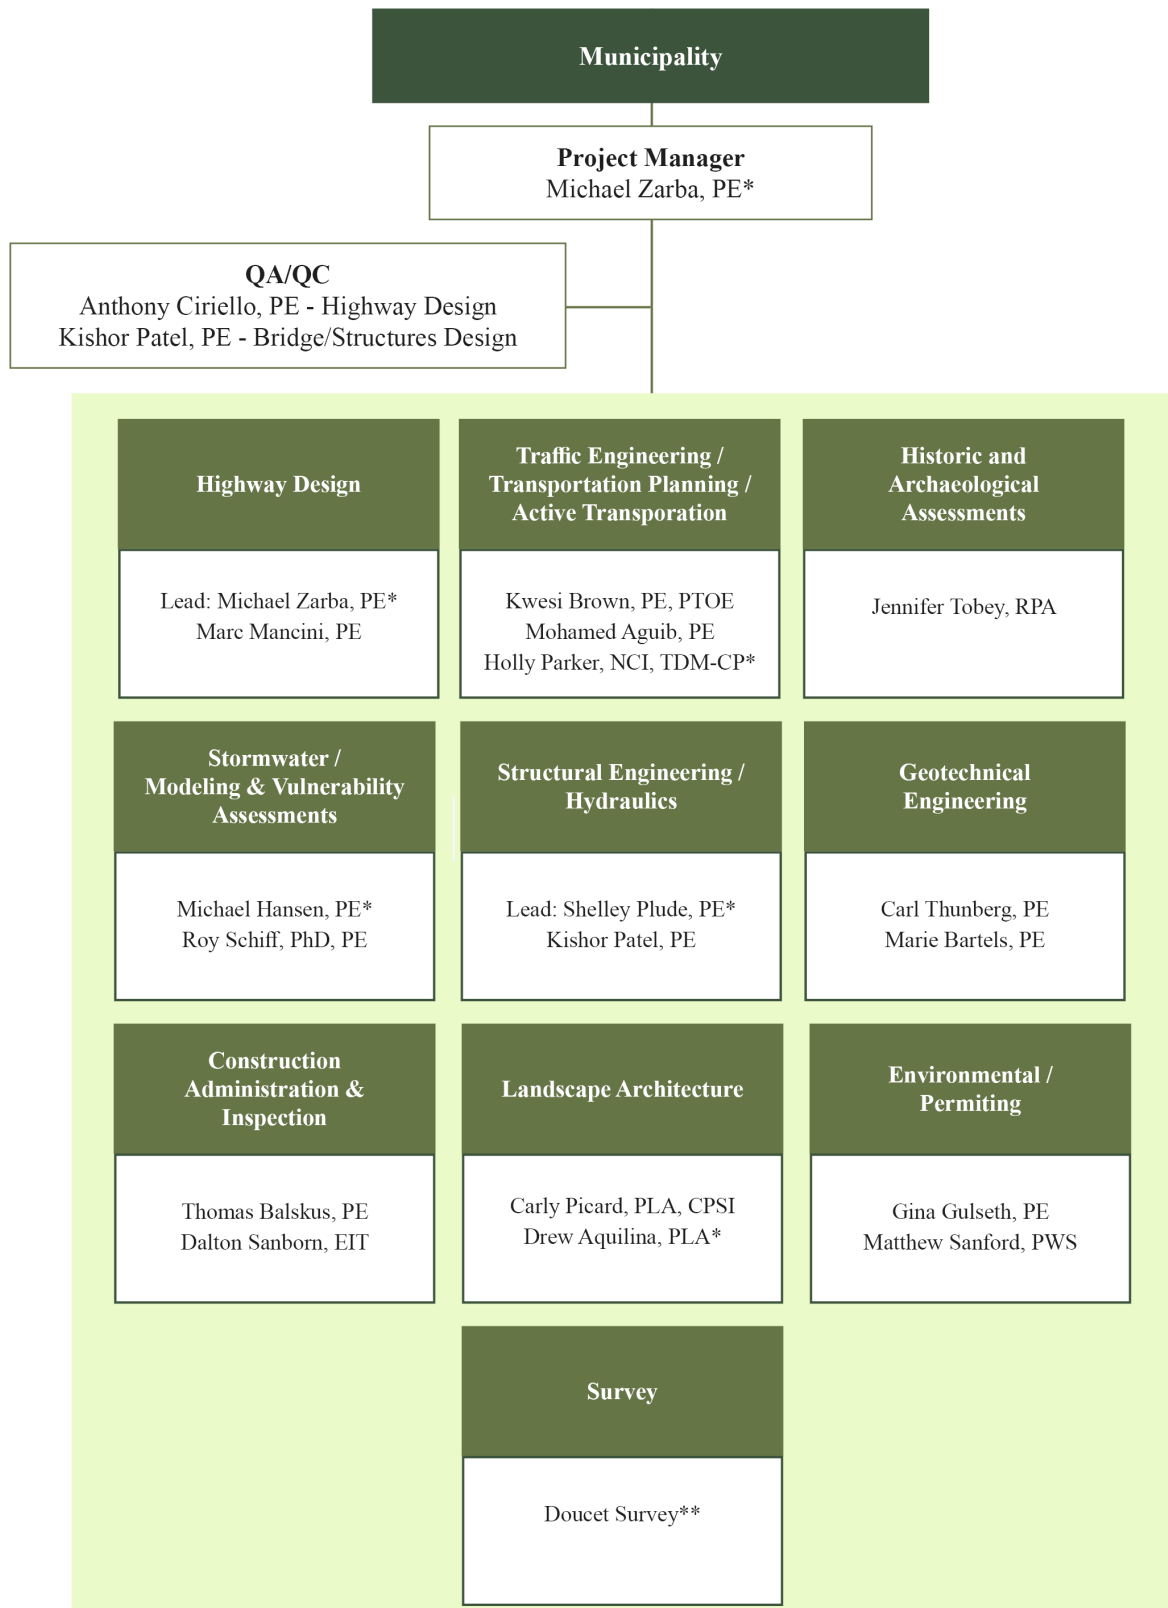 Municipality
Project Manager
Michael Zarba, PE*
QA/QC
Anthony Ciriello, PE - Highway Design
Kishor Patel, PE - Bridge/Structures Design
Highway Design
Lead: Michael Zarba, PE*
Marc Mancini, PE
Traffic Engineering /
Transportation Planning /
Active Transporation
Kwesi Brown, PE, PTOE
Mohamed Aguib, PE
Holly Parker, NCI, TDM-CP*
Historic and
Archaeological
Assessments
Jennifer Tobey, RPA
Stormwater /
Modeling & Vulnerability
Assessments
Michael Hansen, PE*
Roy Schiff, PhD, PE
Structural Engineering /
Hydraulics
Lead: Shelley Plude, PE*
Kishor Patel, PE
Geotechnical
Engineering
Carl Thunberg, PE
Marie Bartels, PE
Construction
Administration &
Inspection
Thomas Balskus, PE
Dalton Sanborn, EIT
Landscape Architecture
Carly Picard, PLA, CPSI
Drew Aquilina, PLA*
Environmental /
Permiting
Gina Gulseth, PE
Matthew Sanford, PWS
Survey
Doucet Survey**